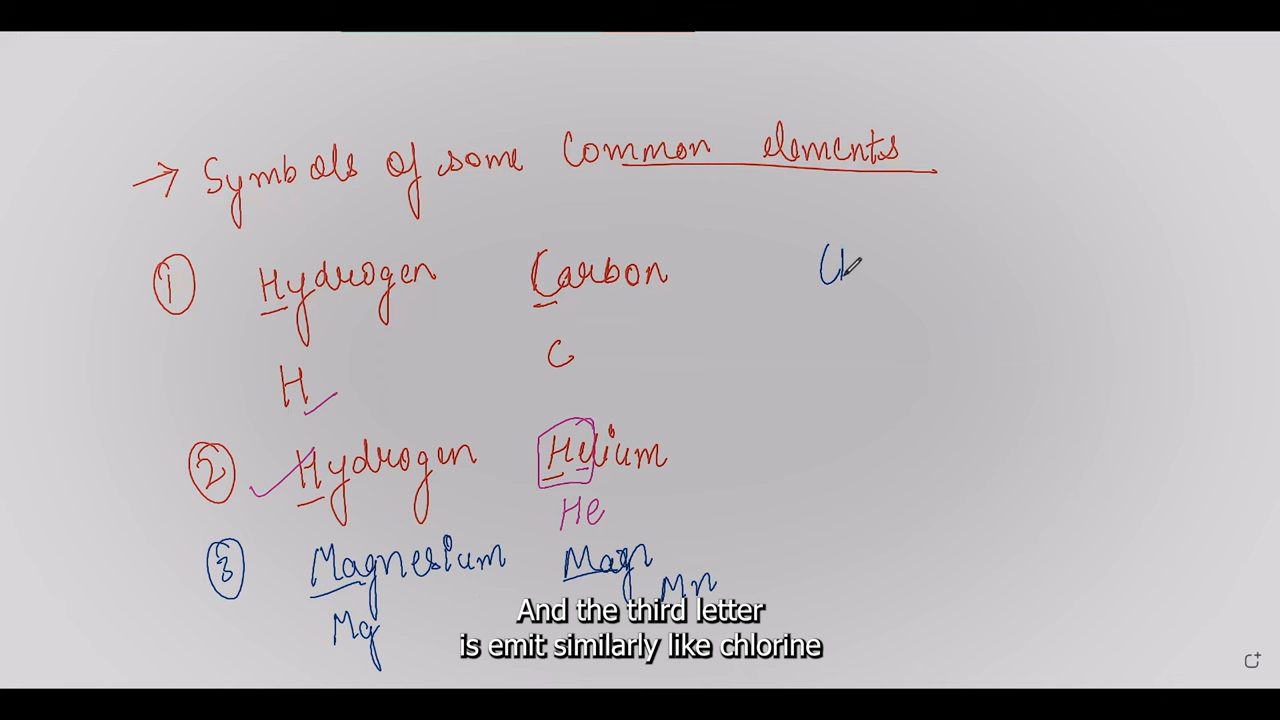 → Symbols of some Common elements
① Hydrogen Carbon Ch
H C
② Hydrogen Helium
He
③ Magnesium Magn
Mg Mn
And the third letter
is emit similarly like chlorine